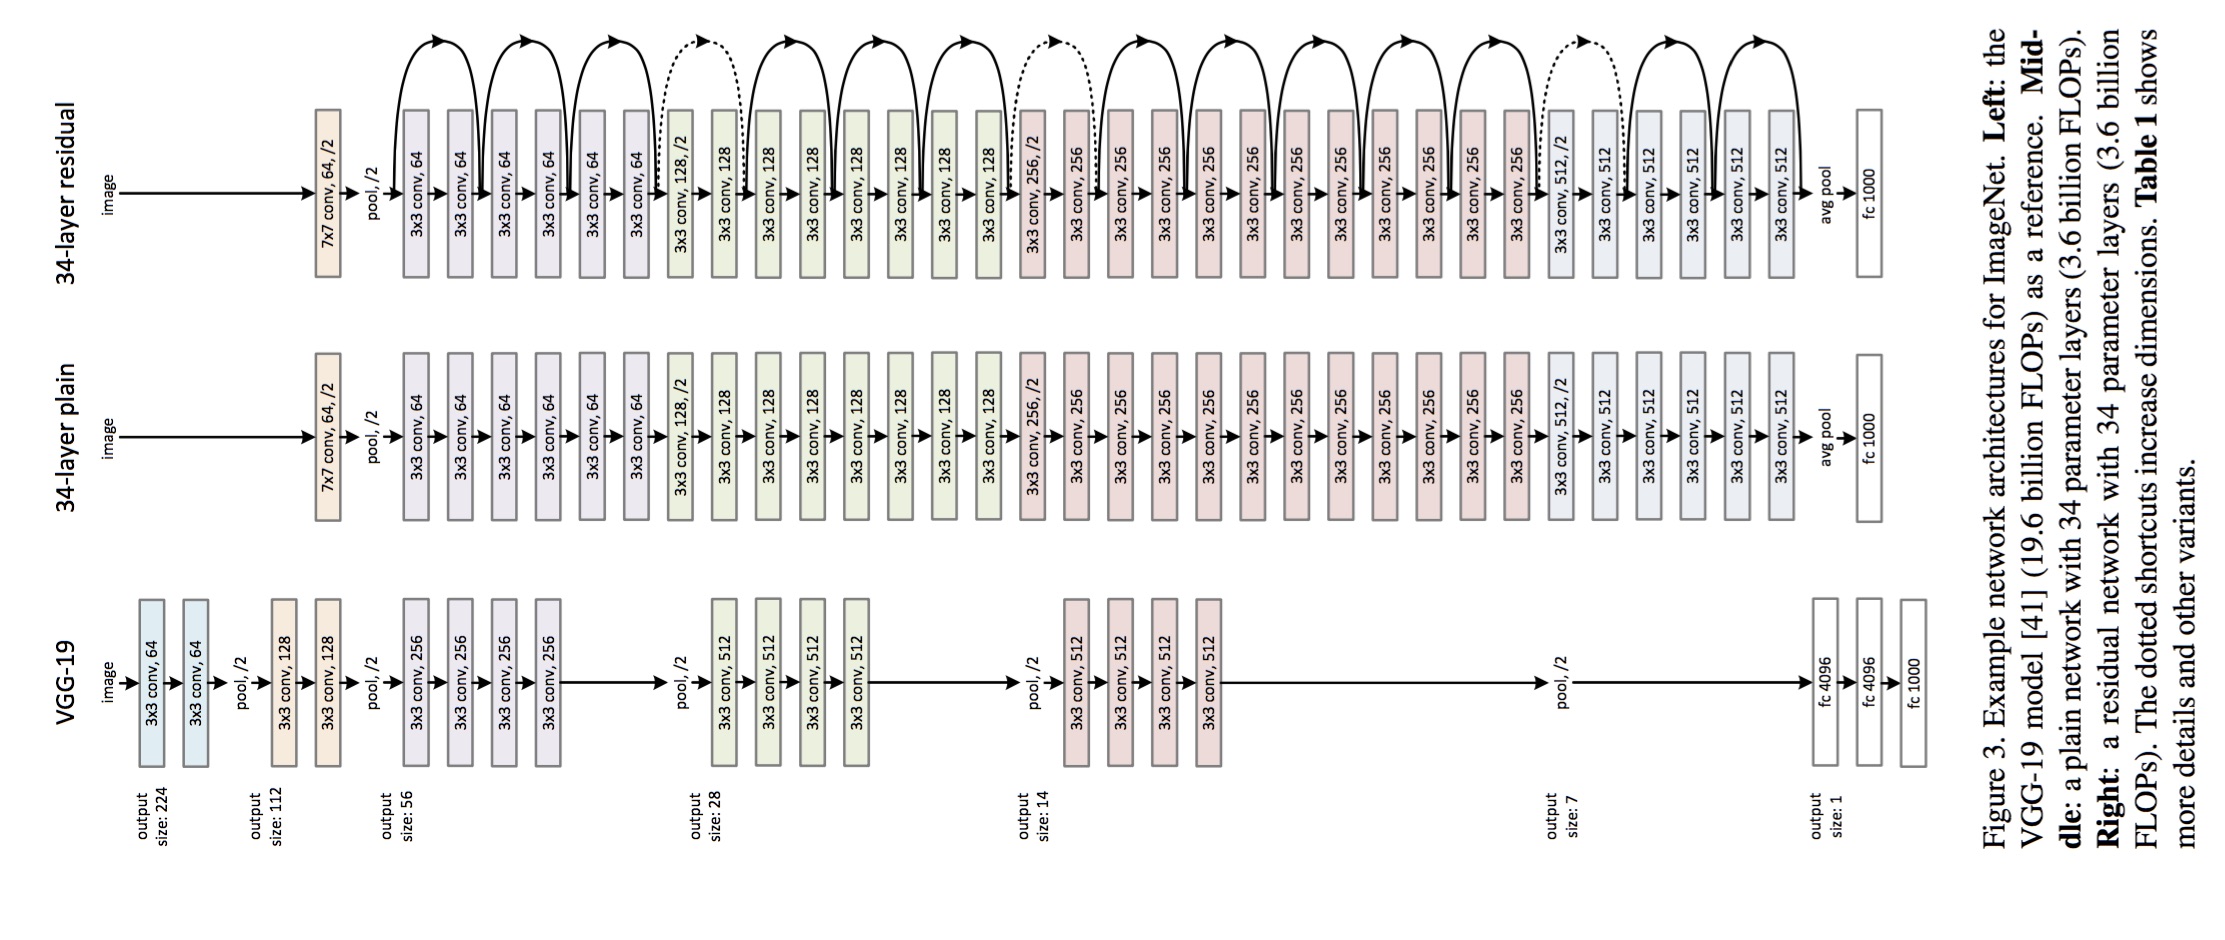 output
size: 224
output
size: 112
output
size: 56
output
size: 28
output
size: 14
output
size: 7
output
size: 1
VGG-19
image
3x3 conv, 64
3x3 conv, 64
pool, /2
3x3 conv, 128
3x3 conv, 128
pool, /2
3x3 conv, 256
3x3 conv, 256
3x3 conv, 256
3x3 conv, 256
pool, /2
3x3 conv, 512
3x3 conv, 512
3x3 conv, 512
3x3 conv, 512
pool, /2
3x3 conv, 512
3x3 conv, 512
3x3 conv, 512
3x3 conv, 512
pool, /2
fc 4096
fc 4096
fc 1000
34-layer plain
image
7x7 conv, 64, /2
pool, /2
3x3 conv, 64
3x3 conv, 64
3x3 conv, 64
3x3 conv, 64
3x3 conv, 64
3x3 conv, 64
3x3 conv, 128, /2
3x3 conv, 128
3x3 conv, 128
3x3 conv, 128
3x3 conv, 128
3x3 conv, 128
3x3 conv, 128
3x3 conv, 128
3x3 conv, 256, /2
3x3 conv, 256
3x3 conv, 256
3x3 conv, 256
3x3 conv, 256
3x3 conv, 256
3x3 conv, 256
3x3 conv, 256
3x3 conv, 256
3x3 conv, 256
3x3 conv, 256
3x3 conv, 256
3x3 conv, 512, /2
3x3 conv, 512
3x3 conv, 512
3x3 conv, 512
3x3 conv, 512
3x3 conv, 512
avg pool
fc 1000
34-layer residual
image
7x7 conv, 64, /2
pool, /2
3x3 conv, 64
3x3 conv, 64
3x3 conv, 64
3x3 conv, 64
3x3 conv, 64
3x3 conv, 64
3x3 conv, 128, /2
3x3 conv, 128
3x3 conv, 128
3x3 conv, 128
3x3 conv, 128
3x3 conv, 128
3x3 conv, 128
3x3 conv, 128
3x3 conv, 256, /2
3x3 conv, 256
3x3 conv, 256
3x3 conv, 256
3x3 conv, 256
3x3 conv, 256
3x3 conv, 256
3x3 conv, 256
3x3 conv, 256
3x3 conv, 256
3x3 conv, 256
3x3 conv, 256
3x3 conv, 512, /2
3x3 conv, 512
3x3 conv, 512
3x3 conv, 512
3x3 conv, 512
3x3 conv, 512
avg pool
fc 1000
Figure 3. Example network architectures for ImageNet. Left: the
VGG-19 model [41] (19.6 billion FLOPs) as a reference. Mid-
dle: a plain network with 34 parameter layers (3.6 billion FLOPs).
Right: a residual network with 34 parameter layers (3.6 billion
FLOPs). The dotted shortcuts increase dimensions. Table 1 shows
more details and other variants.